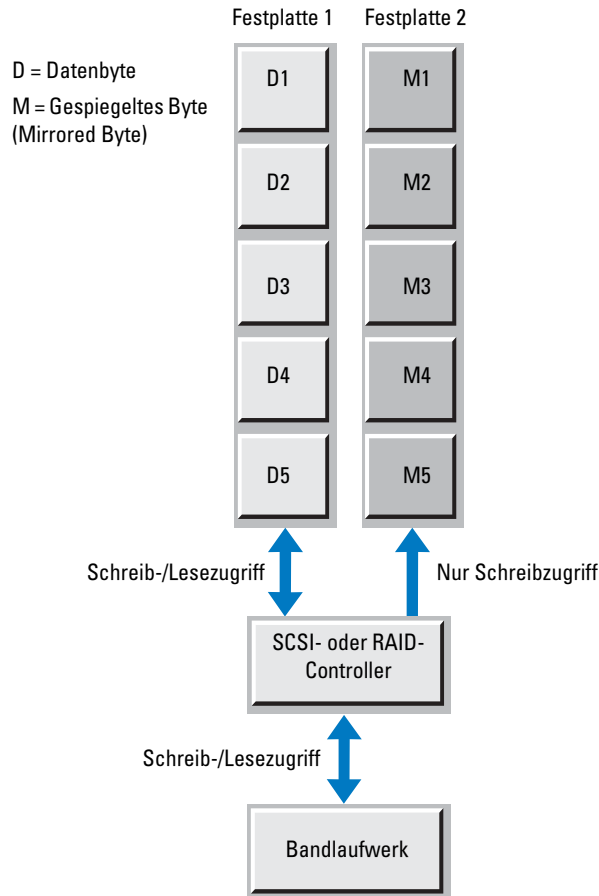 Festplatte 1
Festplatte 2
D = Datenbyte
M = Gespiegeltes Byte
(Mirrored Byte)
D1
M1
D2
M2
D3
M3
D4
M4
D5
M5
Schreib-/Lesezugriff
Nur Schreibzugriff
SCSI- oder RAID-
Controller
Schreib-/Lesezugriff
Bandlaufwerk